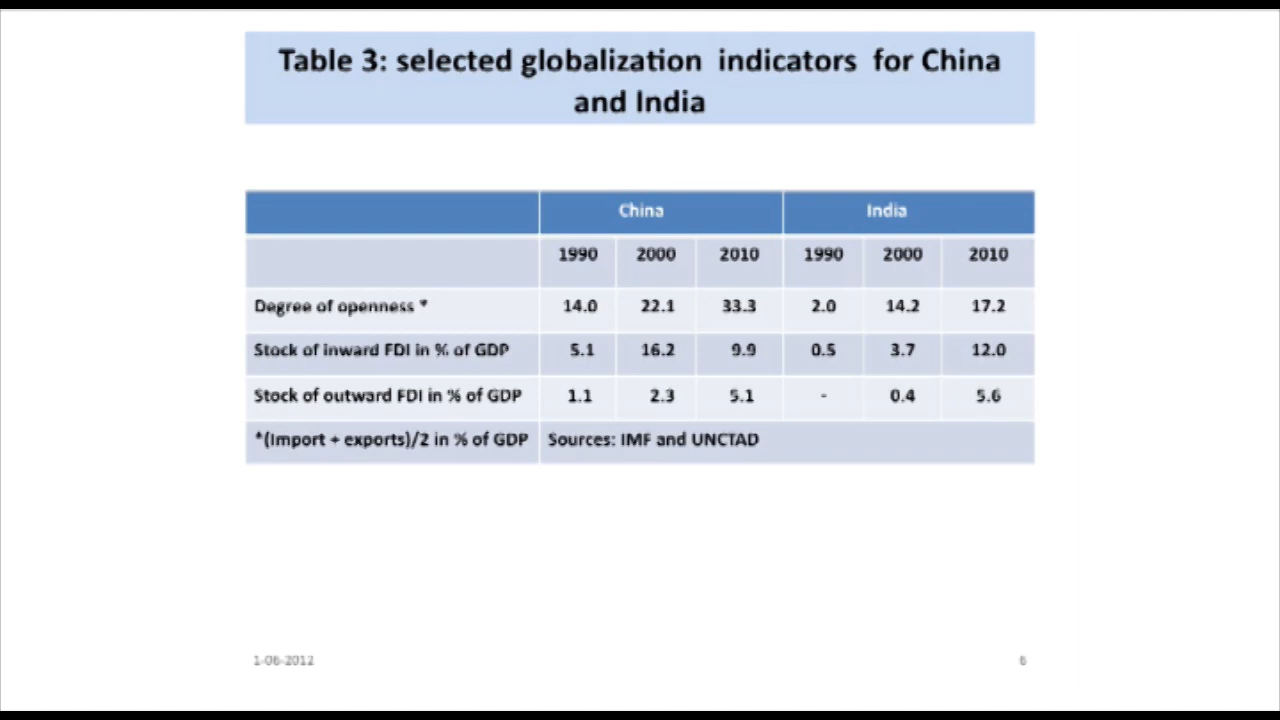 Table 3: selected globalization indicators for China
and India
China India
1990 2000 2010 1990 2000 2010
Degree of openness * 14.0 22.1 33.3 2.0 14.2 17.2
Stock of inward FDI in % of GDP 5.1 16.2 9.9 0.5 3.7 12.0
Stock of outward FDI in % of GDP 1.1 2.3 5.1 - 0.4 5.6
*(Import + exports)/2 in % of GDP Sources: IMF and UNCTAD
1-06-2012 6